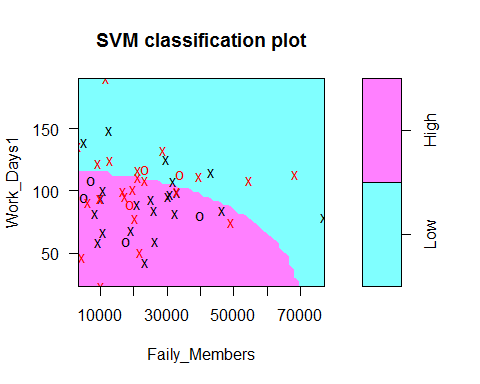 SVM classification plot
Work_Days1
150
100
50
10000
30000
50000
70000
Faily_Members
High
Low